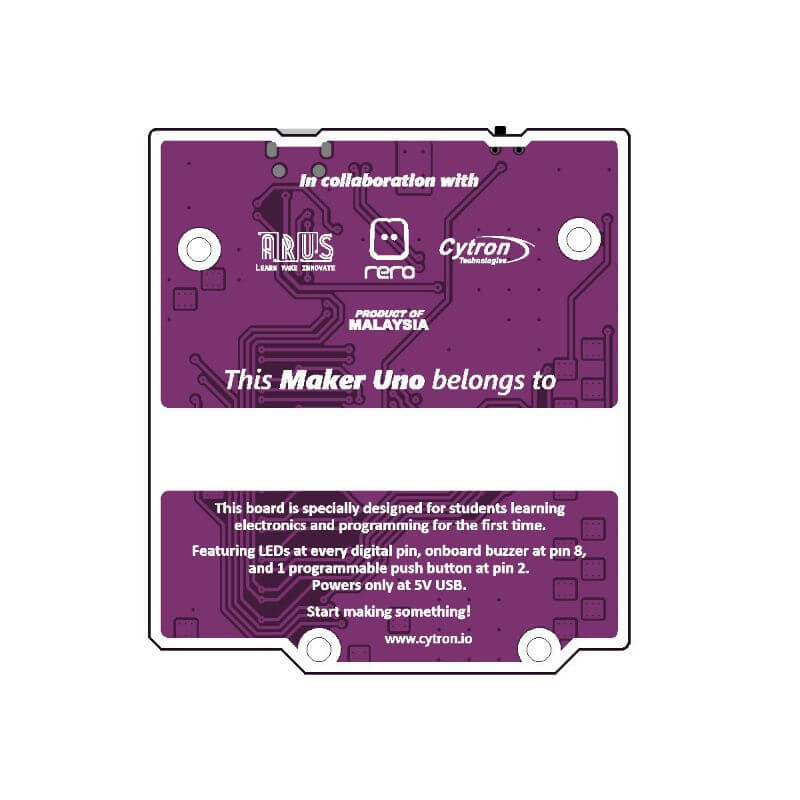 In collaboration with
ARUS
LEARN MAKE INNOVATE
rero
Cytron
Technologies
PRODUCT OF
MALAYSIA
This Maker Uno belongs to
This board is specially designed for students learning
electronics and programming for the first time.
Featuring LEDs at every digital pin, onboard buzzer at pin 8,
and 1 programmable push button at pin 2.
Powers only at 5V USB.
Start making something!
www.cytron.io